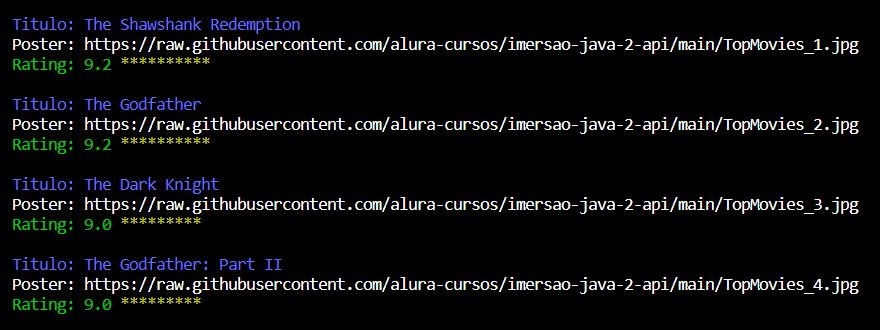 Titulo: The Shawshank Redemption
Poster: https://raw.githubusercontent.com/alura-cursos/imersao-java-2-api/main/TopMovies_1.jpg
Rating: 9.2 **********
Titulo: The Godfather
Poster: https://raw.githubusercontent.com/alura-cursos/imersao-java-2-api/main/TopMovies_2.jpg
Rating: 9.2 **********
Titulo: The Dark Knight
Poster: https://raw.githubusercontent.com/alura-cursos/imersao-java-2-api/main/TopMovies_3.jpg
Rating: 9.0 *********
Titulo: The Godfather: Part II
Poster: https://raw.githubusercontent.com/alura-cursos/imersao-java-2-api/main/TopMovies_4.jpg
Rating: 9.0 *********